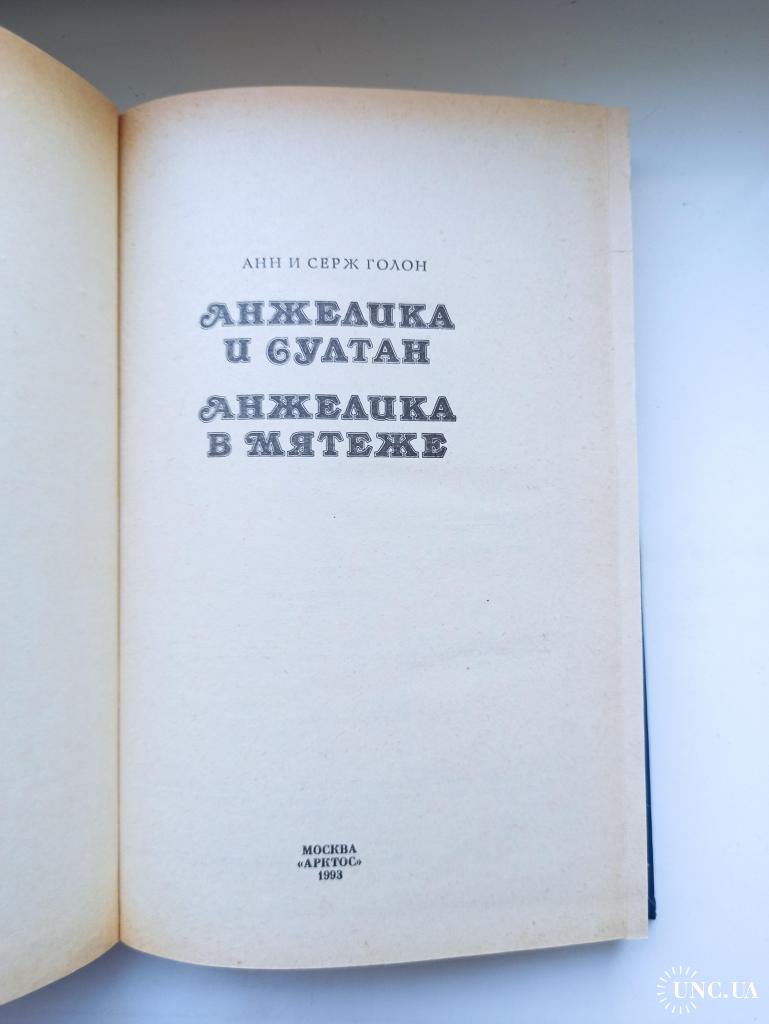 АНН И СЕРЖ ГОЛОН
АНЖЕЛИКА
И СУЛТАН
АНЖЕЛИКА
В МЯТЕЖЕ
МОСКВА
«АРКТОС»
1993
UNC.UA